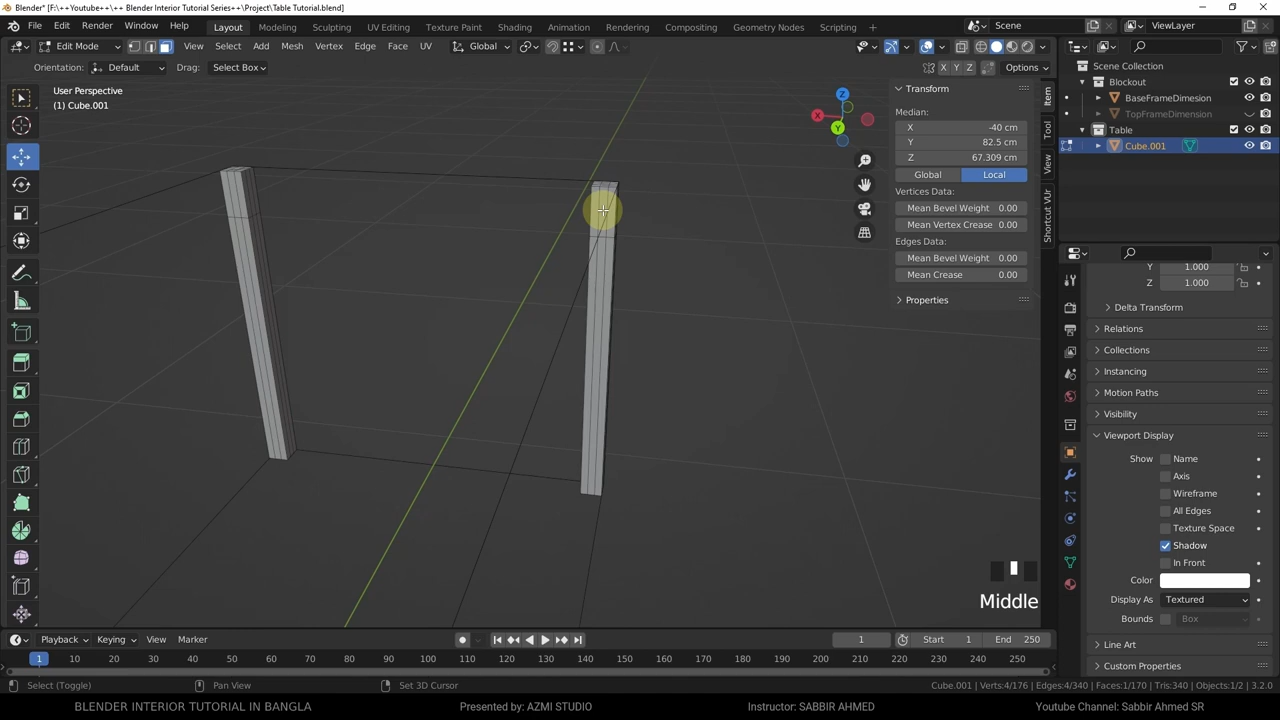 Blender* [F:\++Youtube++\++ Blender Interior Tutorial Series++\Project\Table Tutorial.blend]
File Edit Render Window Help Layout Modeling Sculpting UV Editing Texture Paint Shading Animation Rendering Compositing Geometry Nodes Scripting Scene ViewLayer
Edit Mode View Select Add Mesh Vertex Edge Face UV Global
Orientation: Default Drag: Select Box X Y Z Options
User Perspective
(1) Cube.001
Z
X
Y
Transform
Median:
X -40 cm
Y 82.5 cm
Z 67.309 cm
Global Local
Vertices Data:
Mean Bevel Weight 0.00
Mean Vertex Crease 0.00
Edges Data:
Mean Bevel Weight 0.00
Mean Crease 0.00
Properties
Item
Tool
View
Shortcut VUr
Scene Collection
Blockout
BaseFrameDimesion
TopFrameDimension
Table
Cube.001
Y 1.000
Z 1.000
Delta Transform
Relations
Collections
Instancing
Motion Paths
Visibility
Viewport Display
Show Name
Axis
Wireframe
All Edges
Texture Space
Shadow
In Front
Color
Display As Textured
Bounds Box
Line Art
Custom Properties
Middle
Playback Keying View Marker 1 Start 1 End 250
1 10 20 30 40 50 60 70 80 90 100 110 120 130 140 150 160 170 180 190 200 210 220 230 240 250
Select (Toggle) Pan View Set 3D Cursor Cube.001 | Verts:4/176 | Edges:4/340 | Faces:1/170 | Tris:340 | Objects:1/2 | 3.2.0
BLENDER INTERIOR TUTORIAL IN BANGLA Presented by: AZMI STUDIO Instructor: SABBIR AHMED Youtube Channel: Sabbir Ahmed SR